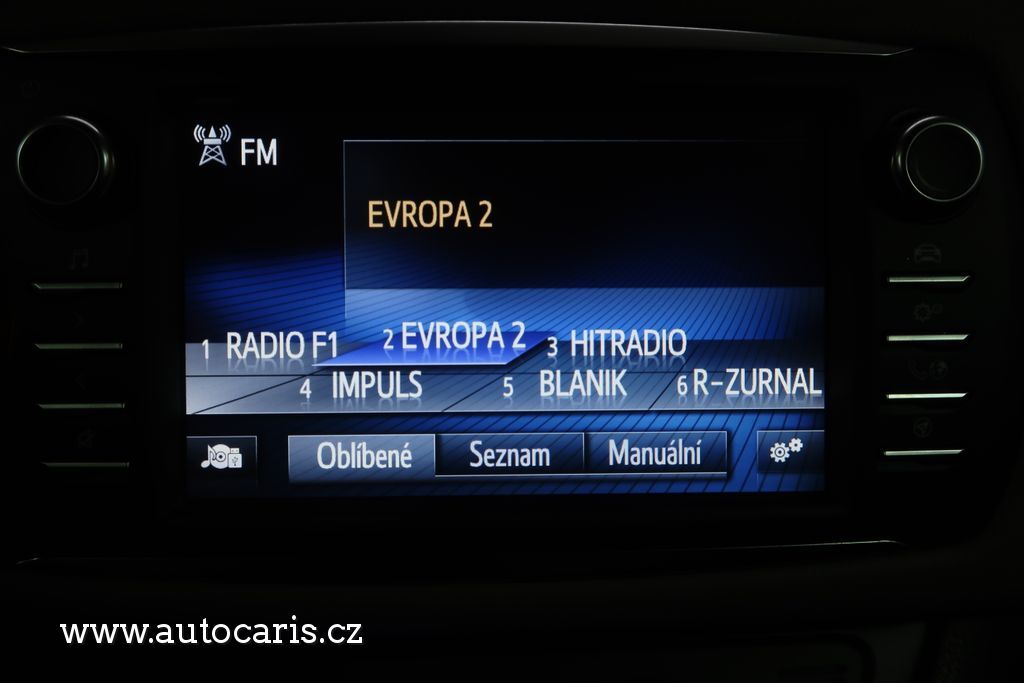 FM
EVROPA 2
1 RADIO F1 2 EVROPA 2 3 HITRADIO
4 IMPULS 5 BLANIK 6 R-ZURNAL
Oblíbené Seznam Manuální
www.autocaris.cz